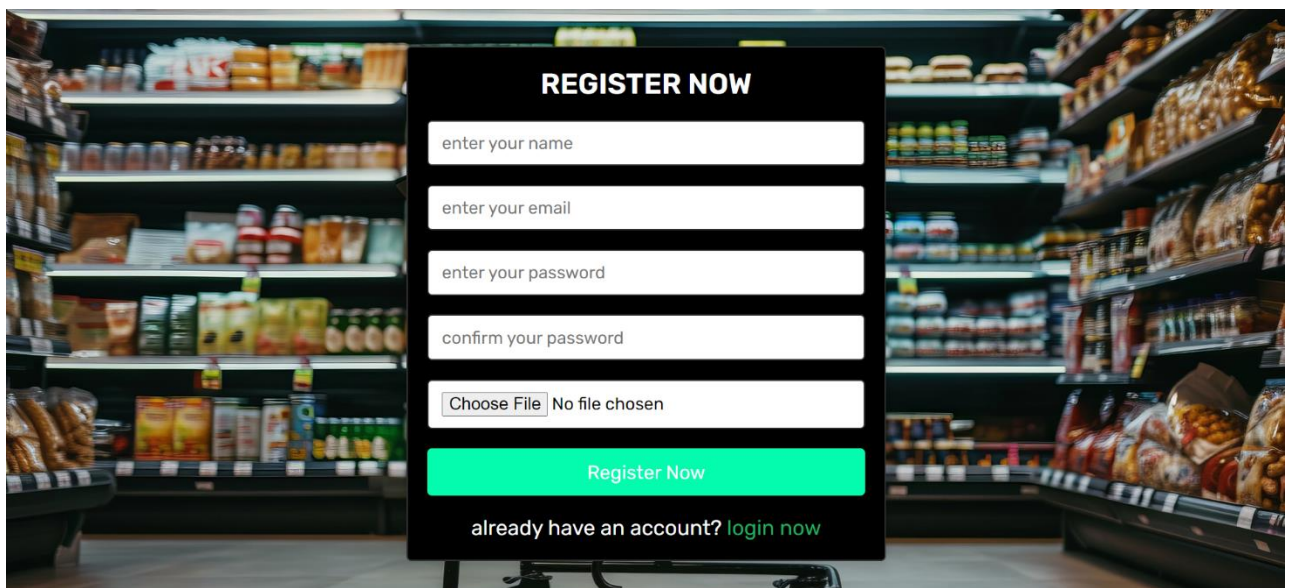 REGISTER NOW
enter your name
enter your email
enter your password
confirm your password
Choose File No file chosen
Register Now
already have an account? login now